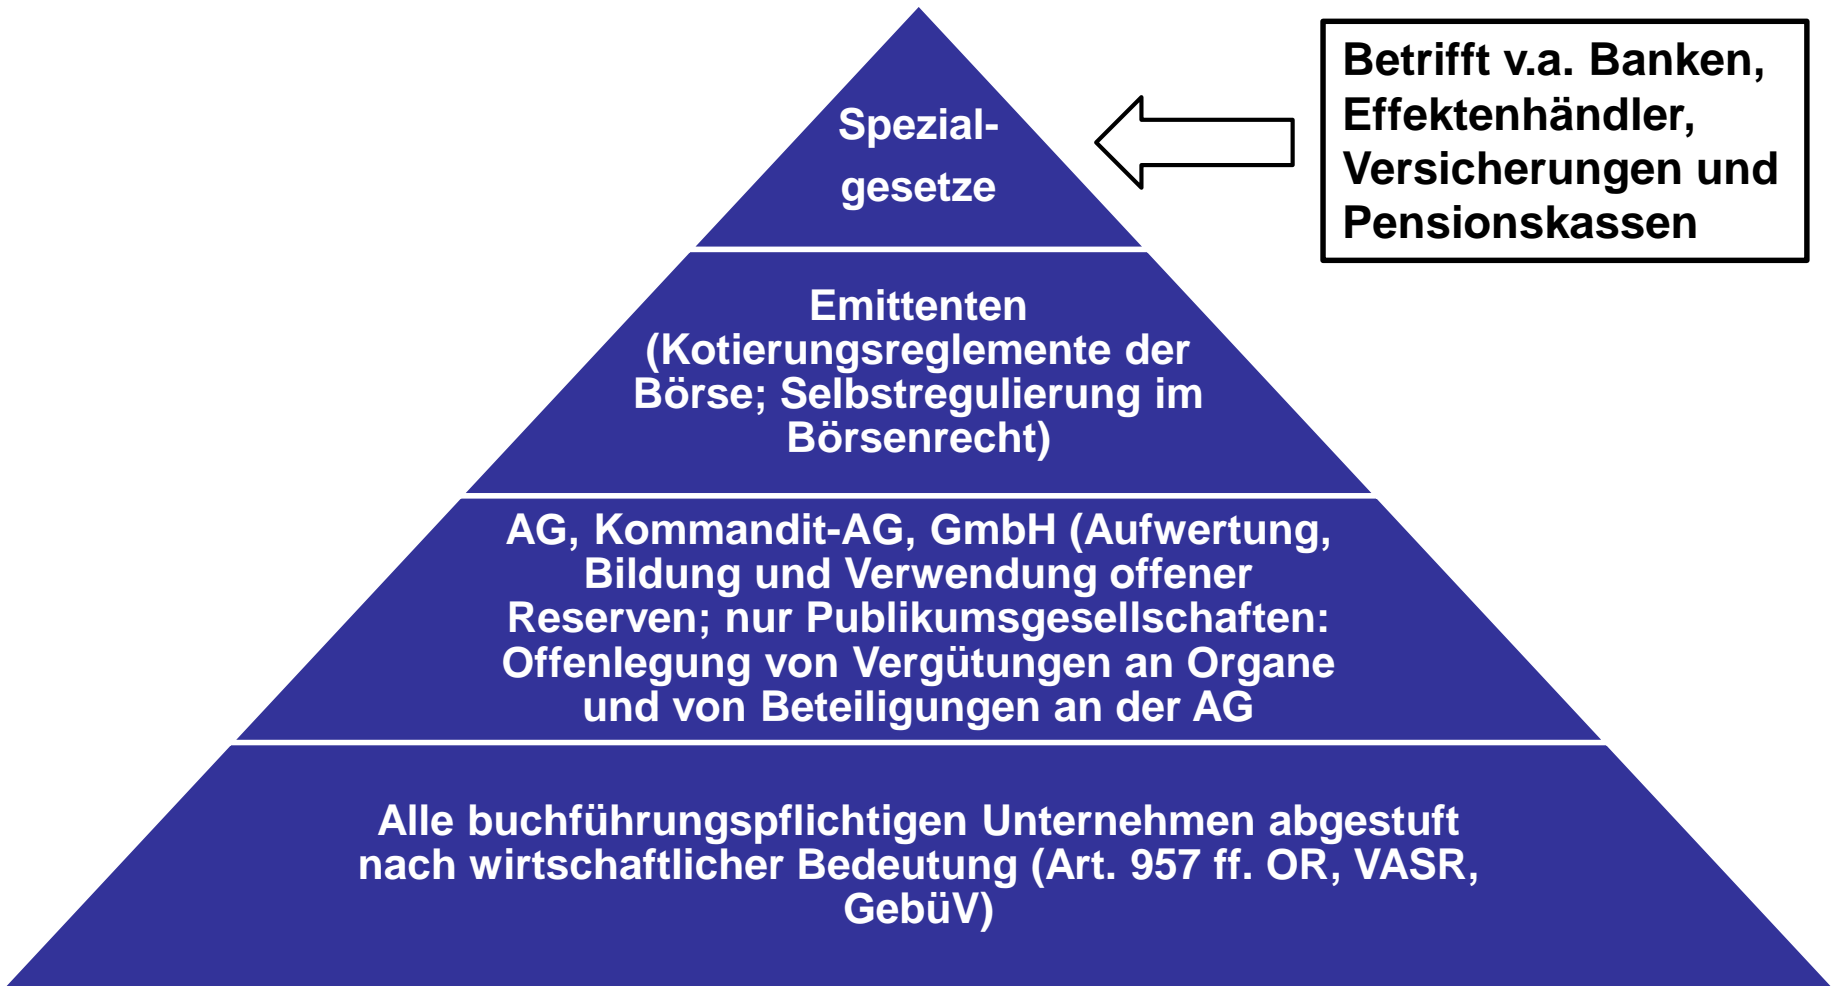 Spezial-
gesetze
Betrifft v.a. Banken,
Effektenhändler,
Versicherungen und
Pensionskassen
Emittenten
(Kotierungsreglemente der
Börse; Selbstregulierung im
Börsenrecht)
AG, Kommandit-AG, GmbH (Aufwertung,
Bildung und Verwendung offener
Reserven; nur Publikumsgesellschaften:
Offenlegung von Vergütungen an Organe
und von Beteiligungen an der AG
Alle buchführungspflichtigen Unternehmen abgestuft
nach wirtschaftlicher Bedeutung (Art. 957 ff. OR, VASR,
GebüV)